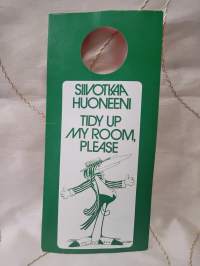 SIIVOTKAA
HUONEENI
TIDY UP
MY ROOM,
PLEASE